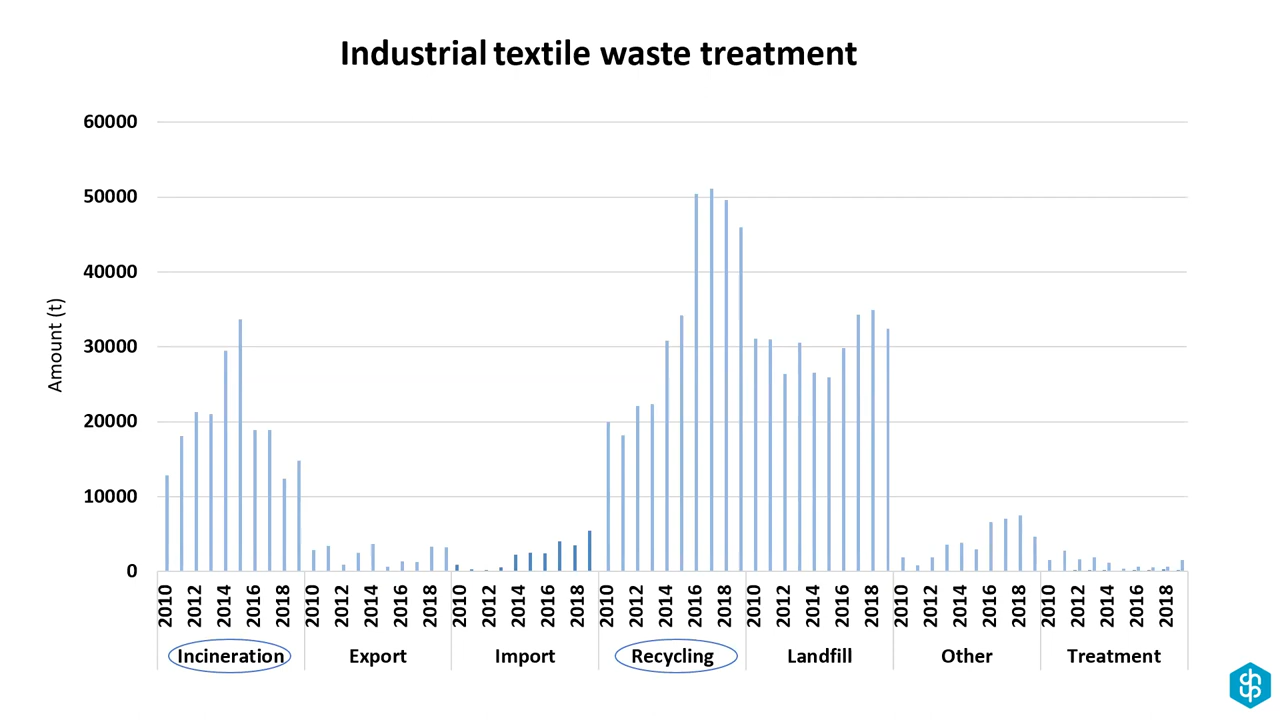 Industrial textile waste treatment
60000
50000
40000
30000
20000
10000
0
Amount (t)
2010 2012 2014 2016 2018 2010 2012 2014 2016 2018 2010 2012 2014 2016 2018 2010 2012 2014 2016 2018 2010 2012 2014 2016 2018 2010 2012 2014 2016 2018 2010 2012 2014 2016 2018
Incineration Export Import Recycling Landfill Other Treatment